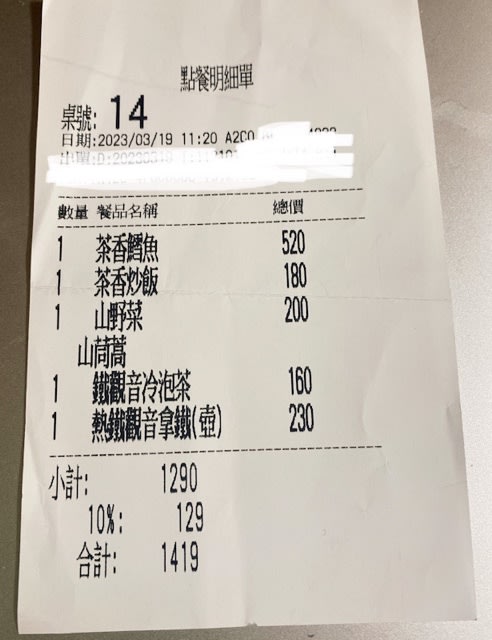 點餐明細單
桌號: 14
日期:2023/03/19 11:20 A200
數量 餐品名稱 總價
1 茶香鱈魚 520
1 茶香炒飯 180
1 山野菜 200
山茼蒿
1 鐵觀音冷泡茶 160
1 熱鐵觀音拿鐵(壺) 230
小計: 1290
10%: 129
合計: 1419